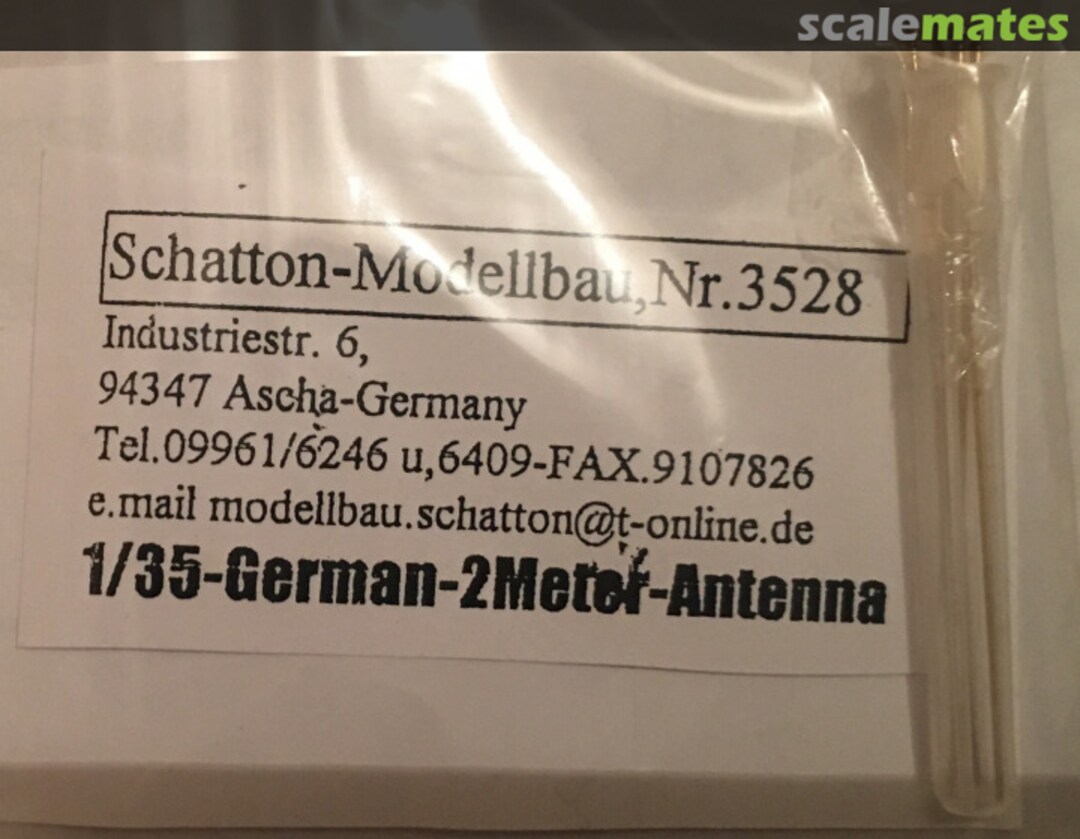 scalemates
Schatton-Modellbau,Nr.3528
Industriestr. 6,
94347 Ascha-Germany
Tel.09961/6246 u,6409-FAX.9107826
e.mail modellbau.schatton@t-online.de
1/35-German-2Meter-Antenna